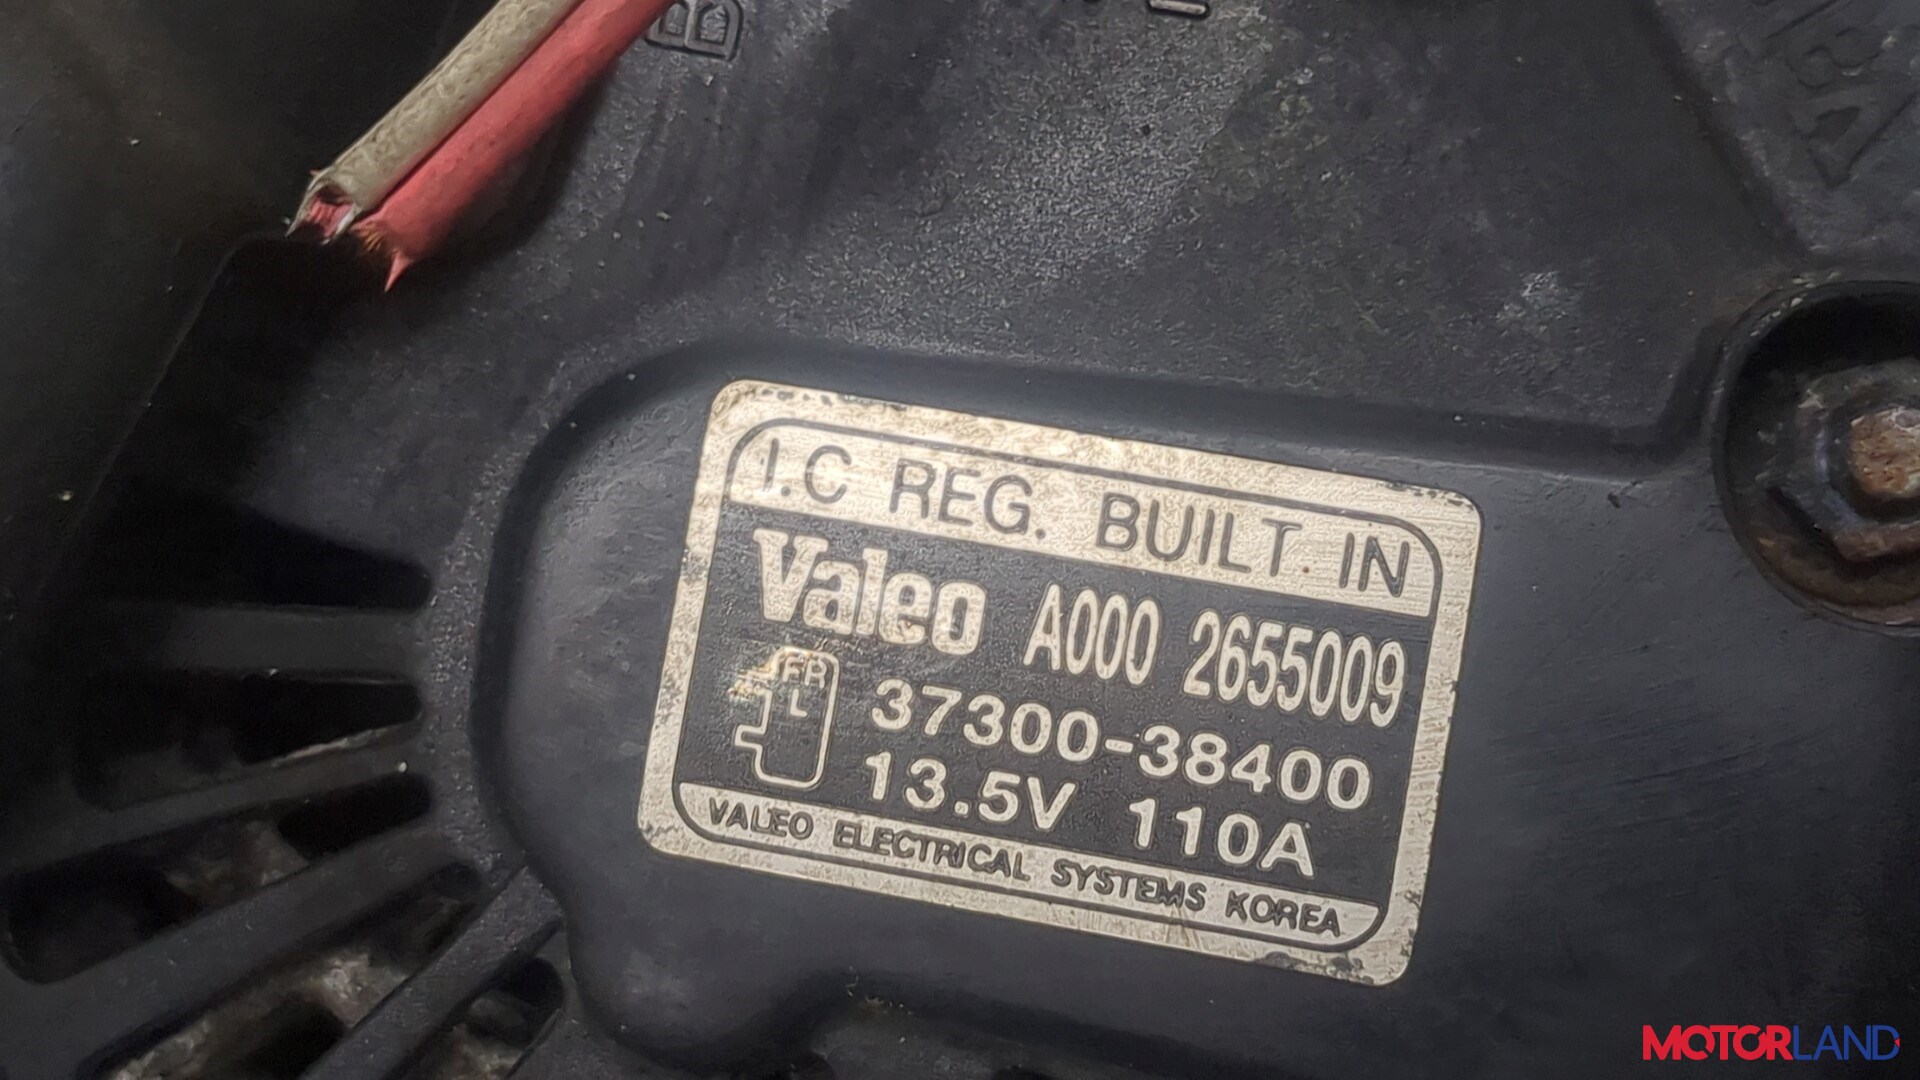 B
I.C REG. BUILT IN
Valeo A000 2655009
FR
L
37300-38400
13.5V 110A
VALEO ELECTRICAL SYSTEMS KOREA
MOTORLAND